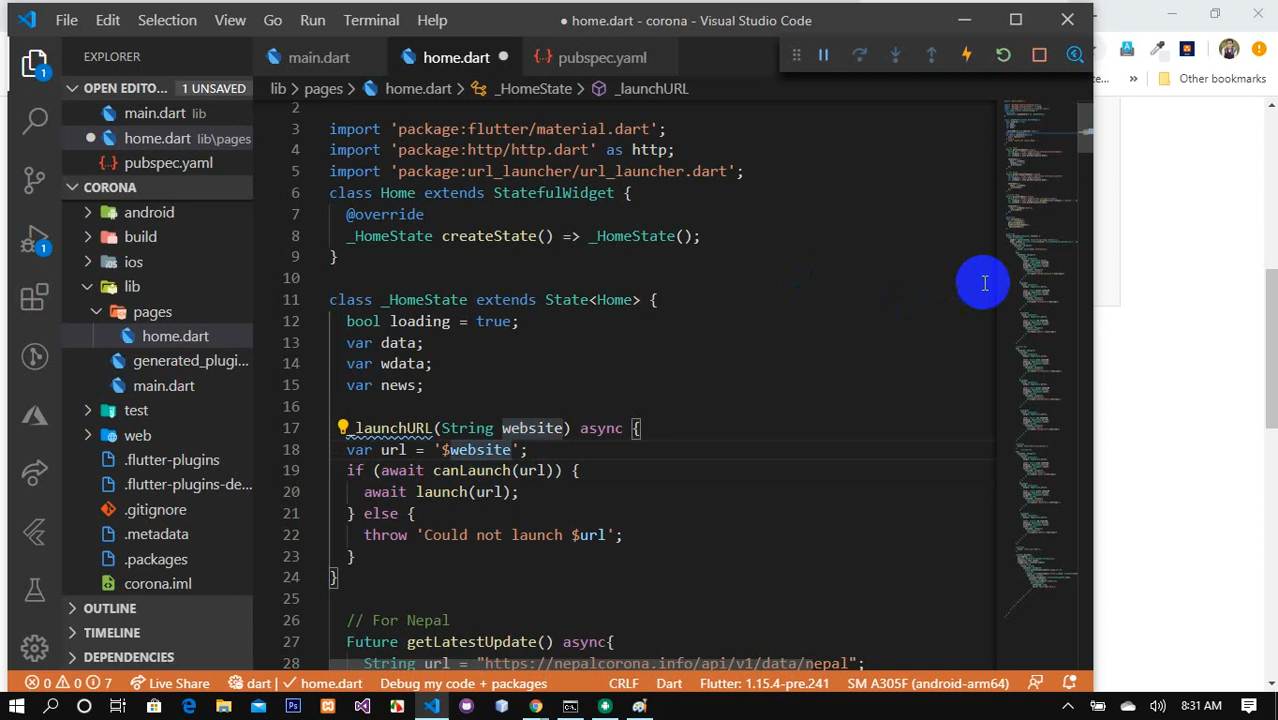 File Edit Selection View Go Run Terminal Help
● home.dart - corona - Visual Studio Code
EXPLORER
main.dart
home.dart
pubspec.yaml
OPEN EDITO... 1 UNSAVED
main.dart lib
home.dart lib\pages
pubspec.yaml
CORONA
android
build
ios
lib
pages
home.dart
generated_plugi...
main.dart
test
web
.flutter-plugins
.flutter-plugins-de...
.gitignore
.metadata
.packages
corona.iml
OUTLINE
TIMELINE
DEPENDENCIES
1
1
Other bookmarks
lib > pages > home.dart > _HomeState > _launchURL
2
3 import 'package:flutter/material.dart';
4 import 'package:http/http.dart' as http;
5 import 'package:url_launcher/url_launcher.dart';
6 class Home extends StatefulWidget {
7 @override
8 _HomeState createState() => _HomeState();
9 }
10
11 class _HomeState extends State<Home> {
12 bool loading = true;
13 var data;
14 var wdata;
15 var news;
16
17 _launchURL(String website) async {
18 var url = '$website';
19 if (await canLaunch(url)) {
20 await launch(url);
21 } else {
22 throw 'Could not launch $url';
23 }
24 }
25
26 // For Nepal
27 Future getLatestUpdate() async{
28 String url = "https://nepalcorona.info/api/v1/data/nepal";
0 0 7 Live Share dart | ✓ home.dart Debug my code + packages CRLF Dart Flutter: 1.15.4-pre.241 SM A305F (android-arm64)
8:31 AM